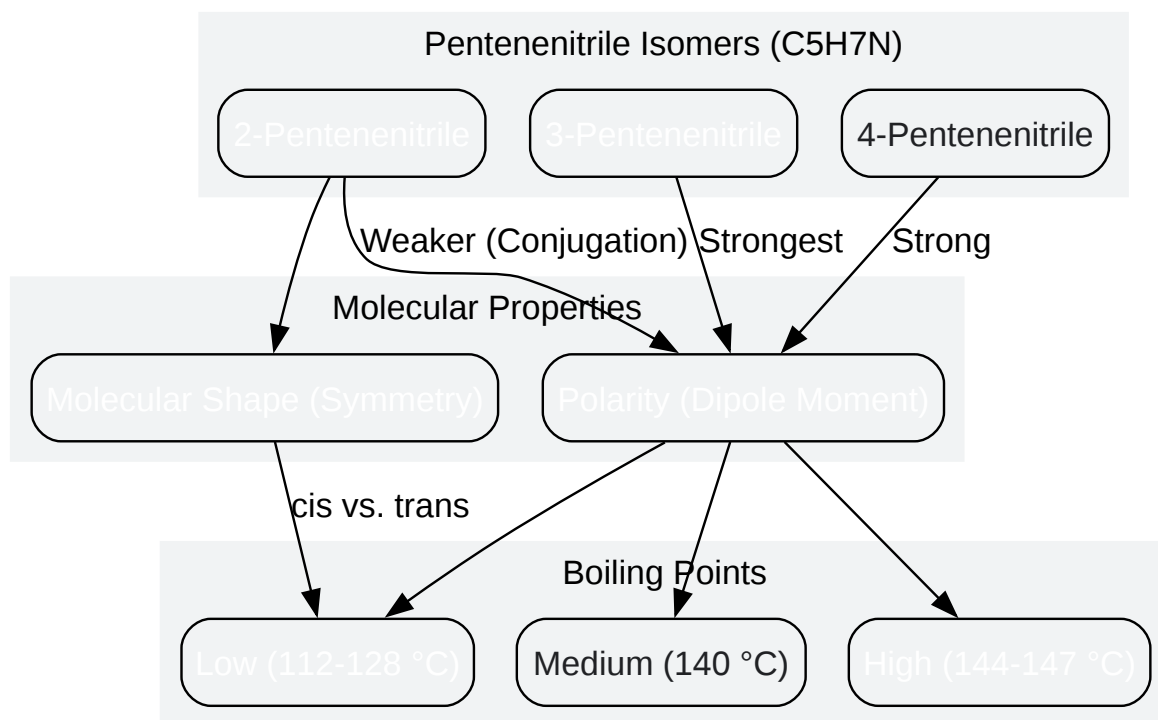 Pentenenitrile Isomers (C5H7N)
2-Pentenenitrile
3-Pentenenitrile
4-Pentenenitrile
Weaker (Conjugation)
Strongest
Strong
Molecular Properties
Molecular Shape (Symmetry)
Polarity (Dipole Moment)
cis vs. trans
Boiling Points
Low (112-128 °C)
Medium (140 °C)
High (144-147 °C)